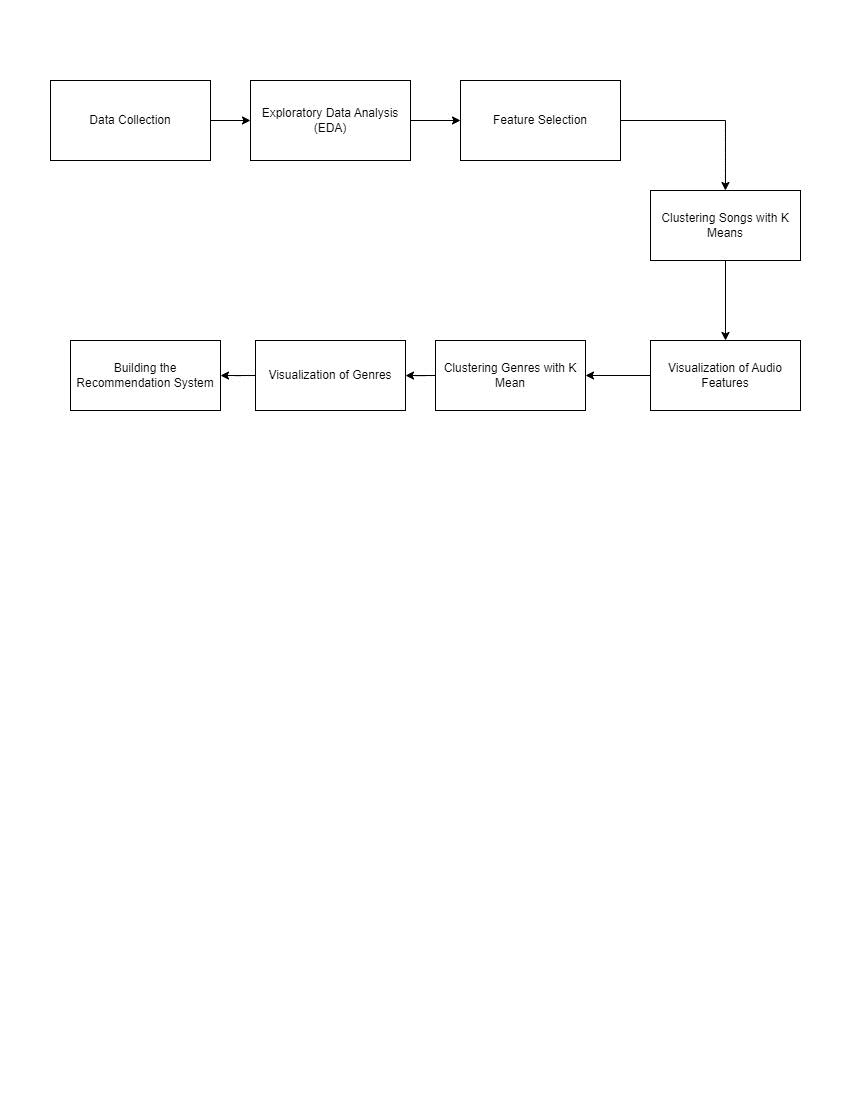 Data Collection
Exploratory Data Analysis
(EDA)
Feature Selection
Clustering Songs with K
Means
Visualization of Audio
Features
Clustering Genres with K
Mean
Visualization of Genres
Building the
Recommendation System